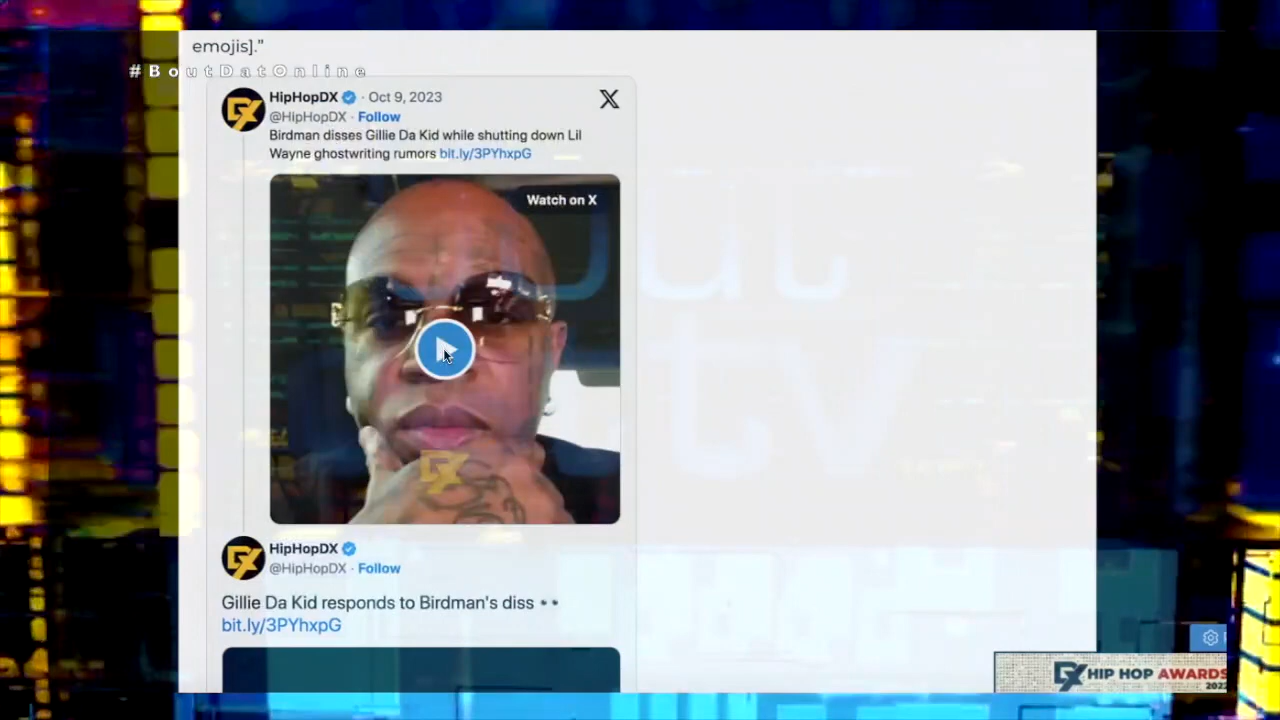 emojis]."
#BoutDatOnline
HipHopDX · Oct 9, 2023
@HipHopDX · Follow
Birdman disses Gillie Da Kid while shutting down Lil
Wayne ghostwriting rumors bit.ly/3PYhxpG
Watch on X
HipHopDX
@HipHopDX · Follow
Gillie Da Kid responds to Birdman's diss 👀
bit.ly/3PYhxpG
HIP HOP AWARDS